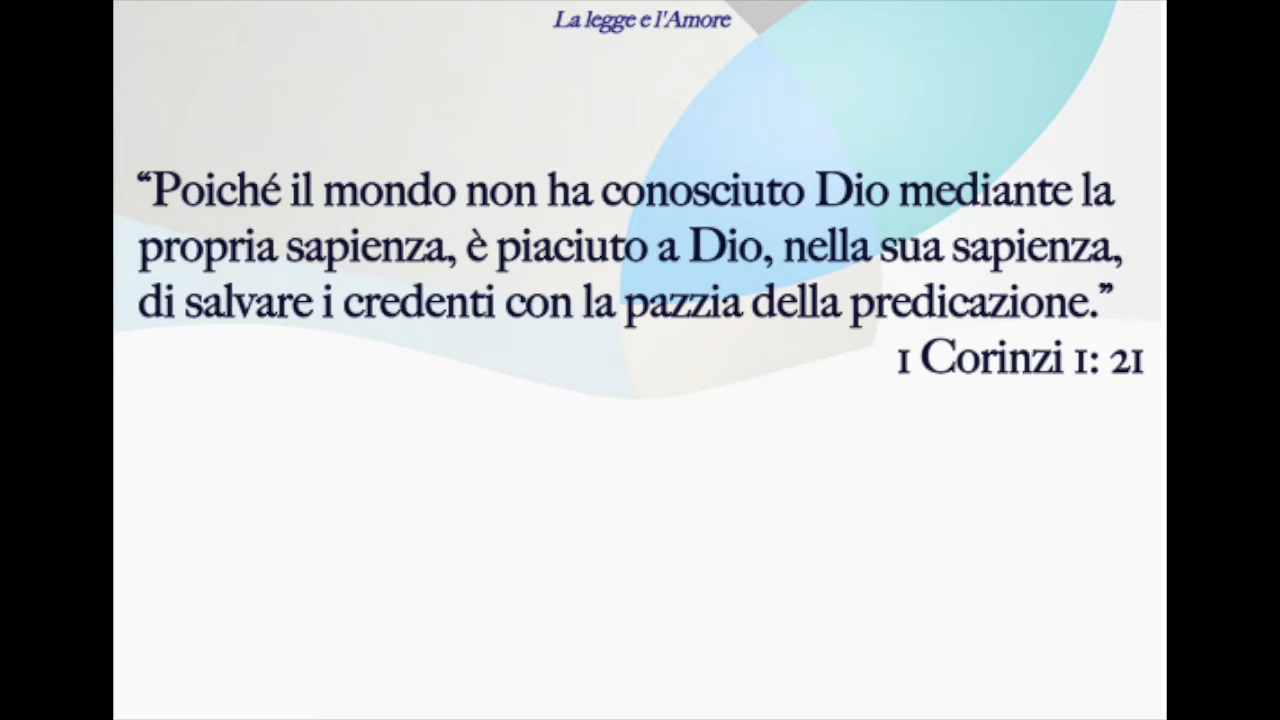 La legge e l'Amore
“Poiché il mondo non ha conosciuto Dio mediante la
propria sapienza, è piaciuto a Dio, nella sua sapienza,
di salvare i credenti con la pazzia della predicazione.”
1 Corinzi 1: 21